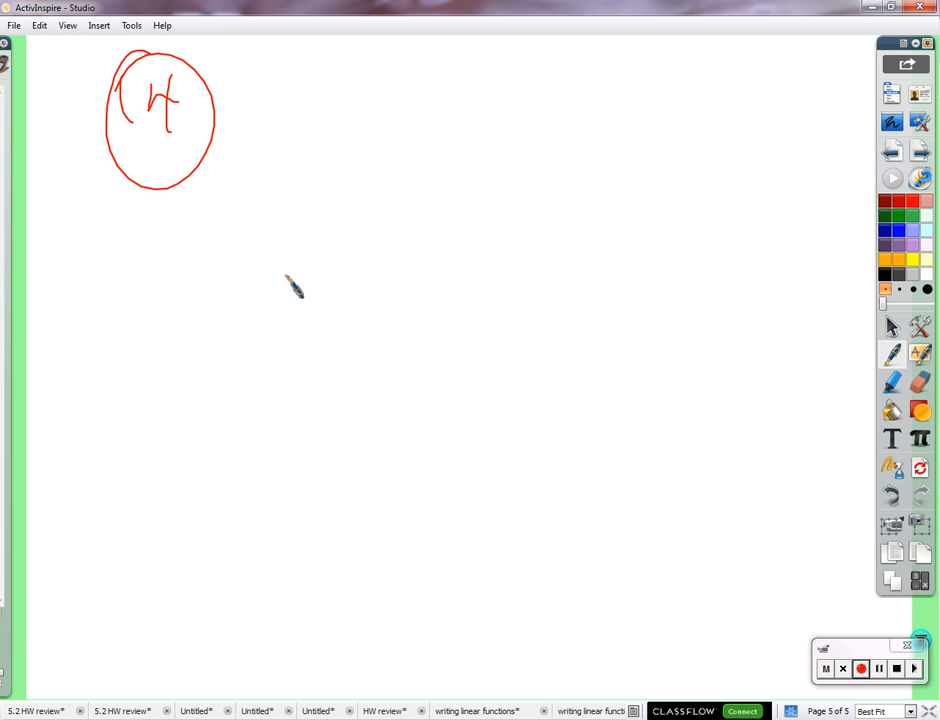 ActivInspire - Studio
File Edit View Insert Tools Help
14
M
5.2 HW review* 5.2 HW review* Untitled* Untitled* Untitled* HW review* writing linear functions* writing linear functi CLASSFLOW Connect Page 5 of 5 Best Fit